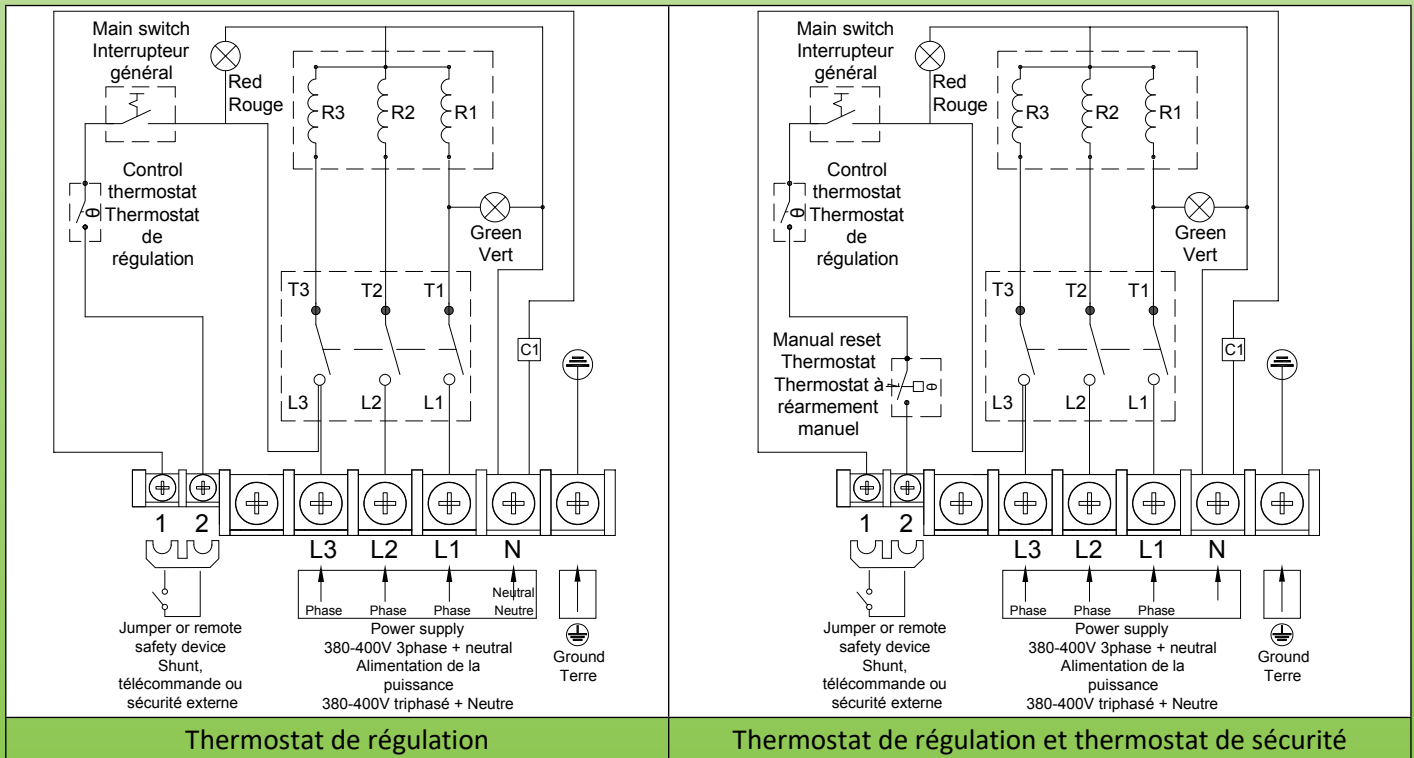 Main switch
Interrupteur
général
Red
Rouge
R3
R2
R1
Control
thermostat
Thermostat
de
régulation
θ
Green
Vert
T3
T2
T1
C1
L3
L2
L1
1
2
L3
L2
L1
N
Phase
Phase
Phase
Neutral
Neutre
Jumper or remote
safety device
Shunt,
télécommande ou
sécurité externe
Power supply
380-400V 3phase + neutral
Alimentation de la
puissance
380-400V triphasé + Neutre
Ground
Terre
Thermostat de régulation
Main switch
Interrupteur
général
Red
Rouge
R3
R2
R1
Control
thermostat
Thermostat
de
régulation
θ
Green
Vert
T3
T2
T1
Manual reset
Thermostat
Thermostat à
réarmement
manuel
θ
C1
L3
L2
L1
1
2
L3
L2
L1
N
Phase
Phase
Phase
Jumper or remote
safety device
Shunt,
télécommande ou
sécurité externe
Power supply
380-400V 3phase + neutral
Alimentation de la
puissance
380-400V triphasé + Neutre
Ground
Terre
Thermostat de régulation et thermostat de sécurité